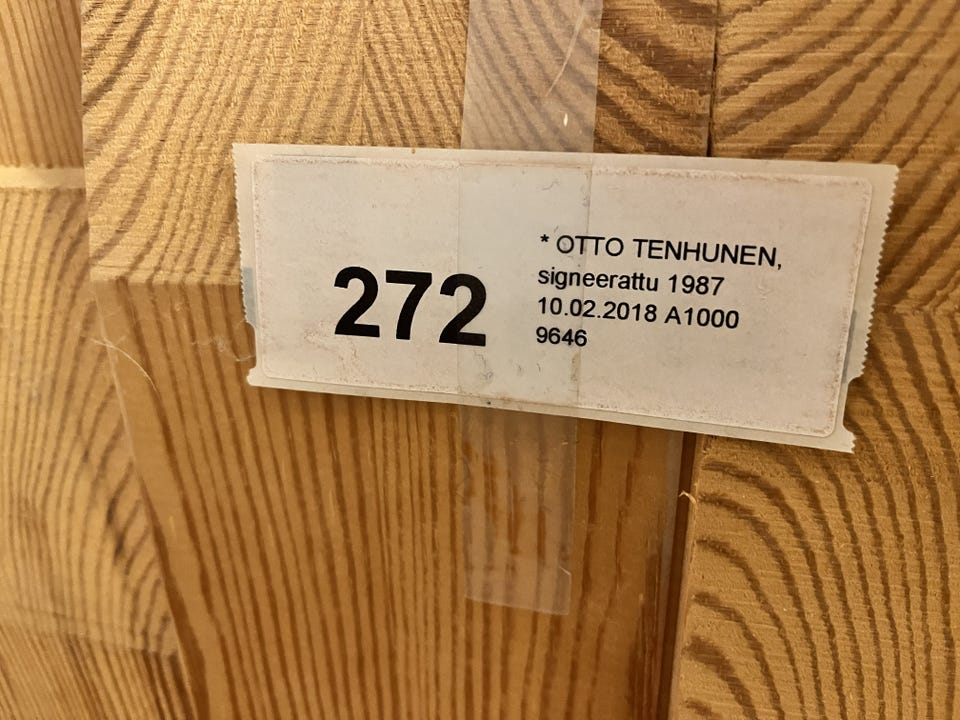 272
* OTTO TENHUNEN,
signeerattu 1987
10.02.2018 A1000
9646